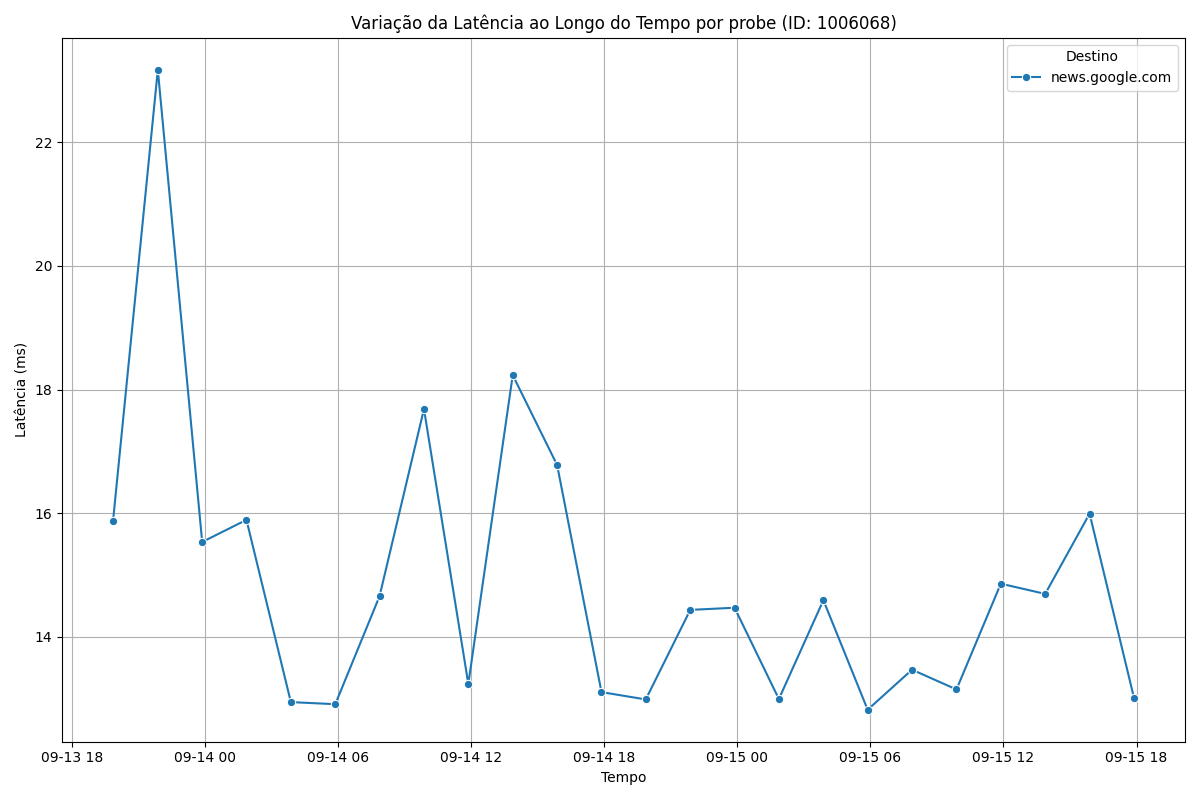 Variação da Latência ao Longo do Tempo por probe (ID: 1006068)
Destino
news.google.com
Latência (ms)
22
20
18
16
14
09-13 18
09-14 00
09-14 06
09-14 12
09-14 18
09-15 00
09-15 06
09-15 12
09-15 18
Tempo